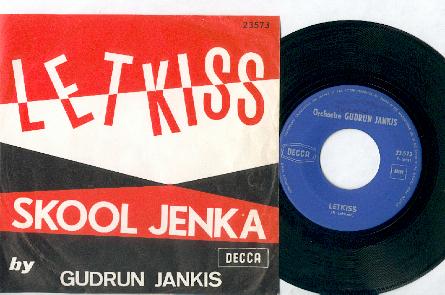 23573
LETKISS
SKOOL JENKA
DECCA
by
GUDRUN JANKIS
Orchestre GUDRUN JANKIS
DECCA
23.573
LETKISS